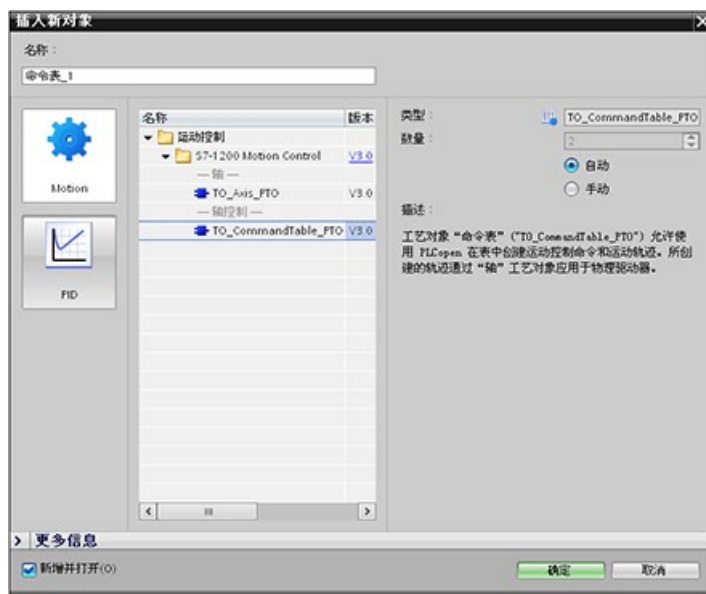 插入新对象
名称：
命令表_1
Motion
PID
名称 版本
运动控制
S7-1200 Motion Control V3.0
—轴—
TO_Axis_PTO V3.0
—轴控制—
TO_CommandTable_PTO V3.0
类型： TO_CommandTable_PTO
数量： 2
自动
手动
描述：
工艺对象“命令表”("TO_CommandTable_PTO") 允许使
用 PLCopen 在表中创建运动控制命令和运动轨迹。所创
建的轨迹通过“轴”工艺对象应用于物理驱动器。
更多信息
新增并打开(O)
确定 取消